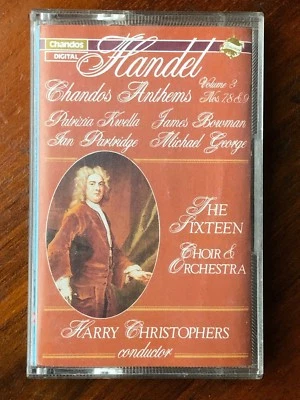 Chandos
DIGITAL
Handel
Chandos Anthems
Volume 3
Nos. 7,8 & 9
Patrizia Kwella James Bowman
Ian Partridge Michael George
THE
SIXTEEN
CHOIR &
ORCHESTRA
HARRY CHRISTOPHERS
conductor